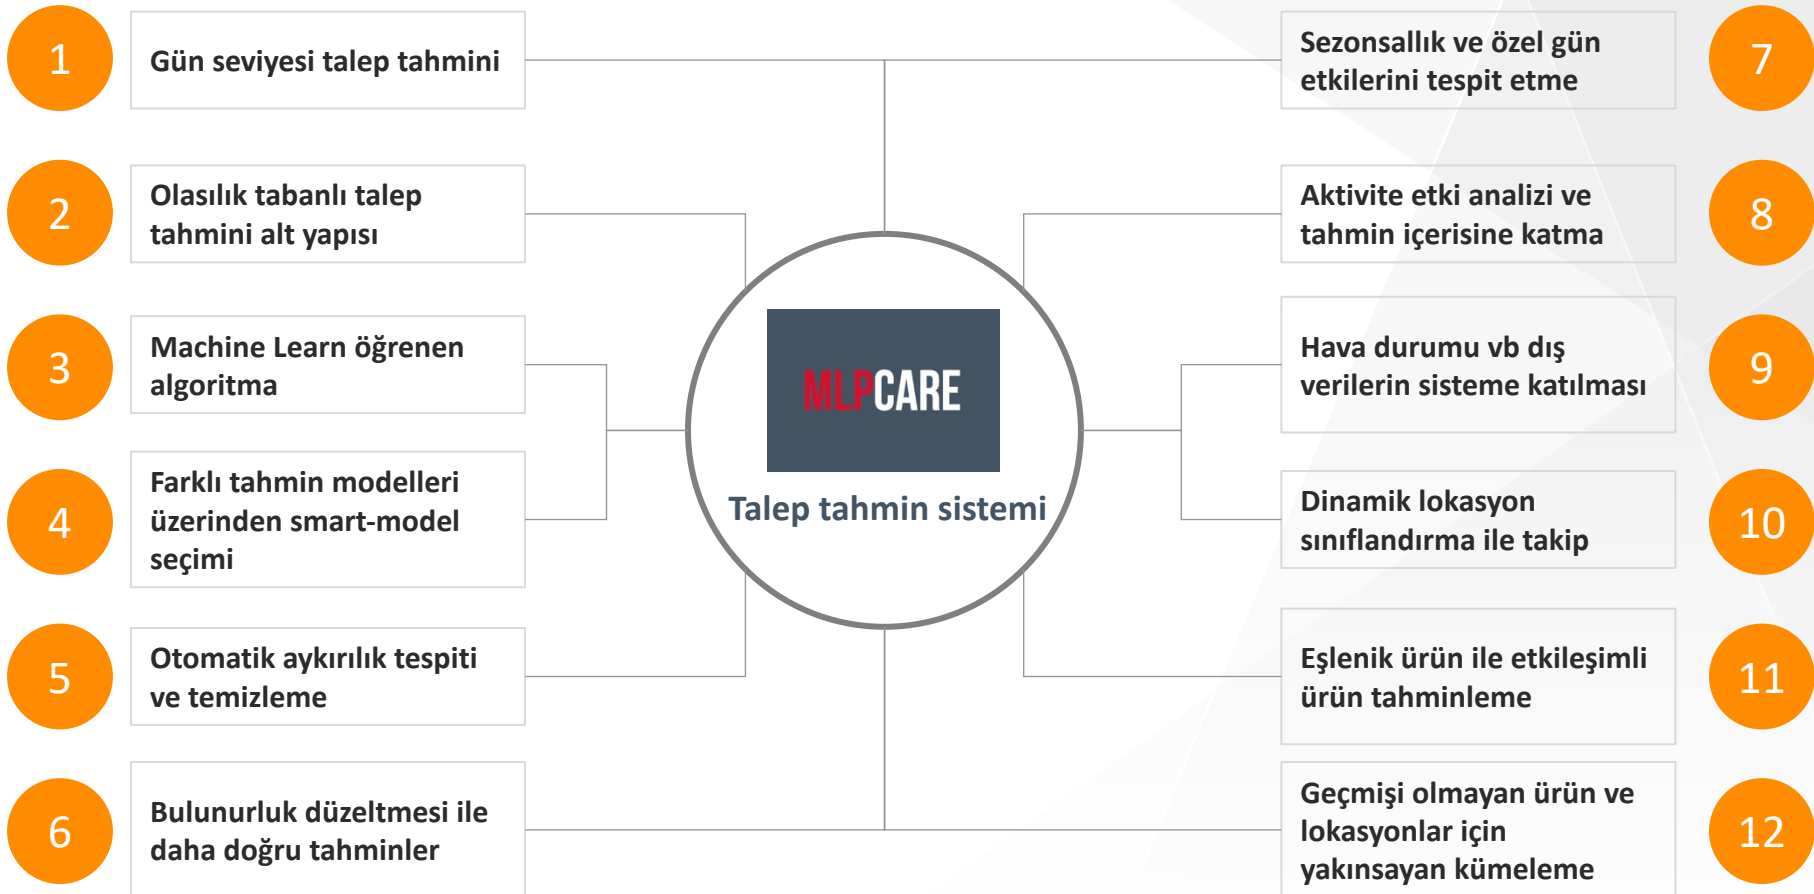 1
Gün seviyesi talep tahmini
2
Olasılık tabanlı talep
tahmini alt yapısı
3
Machine Learn öğrenen
algoritma
4
Farklı tahmin modelleri
üzerinden smart-model
seçimi
5
Otomatik aykırılık tespiti
ve temizleme
6
Bulunurluk düzeltmesi ile
daha doğru tahminler
MLPCARE
Talep tahmin sistemi
Sezonsallık ve özel gün
etkilerini tespit etme
7
Aktivite etki analizi ve
tahmin içerisine katma
8
Hava durumu vb dış
verilerin sisteme katılması
9
Dinamik lokasyon
sınıflandırma ile takip
10
Eşlenik ürün ile etkileşimli
ürün tahminleme
11
Geçmişi olmayan ürün ve
lokasyonlar için
yakınsayan kümeleme
12